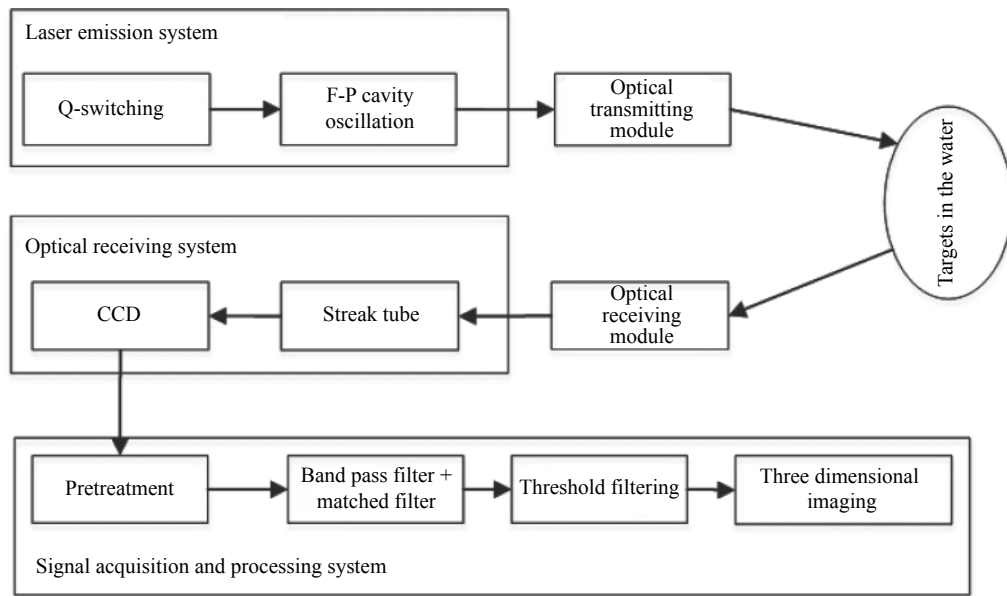 Laser emission system
Q-switching
F-P cavity
oscillation
Optical
transmitting
module
Targets in the water
Optical receiving system
CCD
Streak tube
Optical
receiving
module
Pretreatment
Band pass filter +
matched filter
Threshold filtering
Three dimensional
imaging
Signal acquisition and processing system